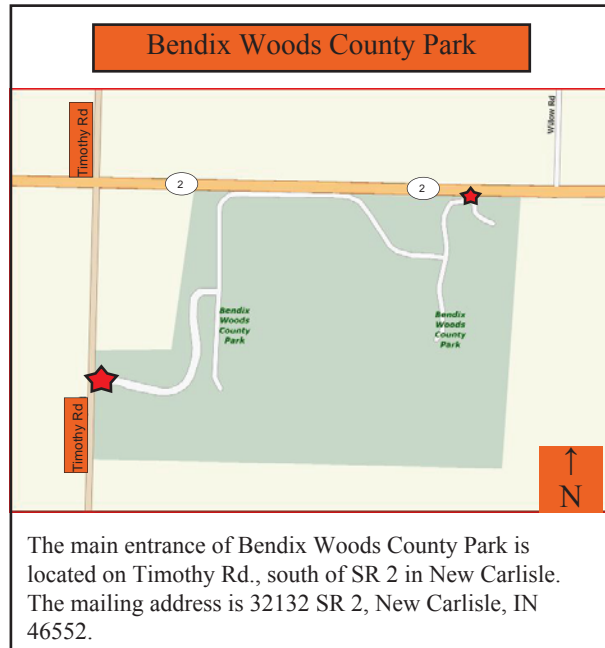 Bendix Woods County Park
Timothy Rd
Willow Rd
2
2
Bendix
Woods
County
Park
Bendix
Woods
County
Park
Timothy Rd
↑
N
The main entrance of Bendix Woods County Park is
located on Timothy Rd., south of SR 2 in New Carlisle.
The mailing address is 32132 SR 2, New Carlisle, IN
46552.